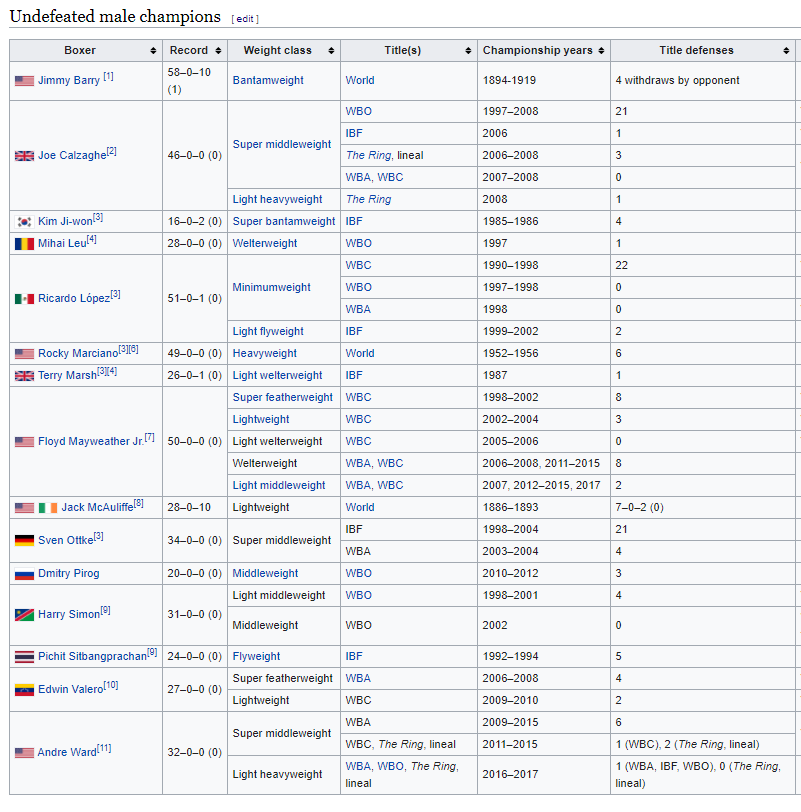 Undefeated male champions [ edit ]
Boxer Record Weight class Title(s) Championship years Title defenses
Jimmy Barry [1] 58–0–10 (1) Bantamweight World 1894-1919 4 withdraws by opponent
Joe Calzaghe[2] 46–0–0 (0) Super middleweight WBO 1997–2008 21
IBF 2006 1
The Ring, lineal 2006–2008 3
WBA, WBC 2007–2008 0
Light heavyweight The Ring 2008 1
Kim Ji-won[3] 16–0–2 (0) Super bantamweight IBF 1985–1986 4
Mihai Leu[4] 28–0–0 (0) Welterweight WBO 1997 1
Ricardo López[3] 51–0–1 (0) Minimumweight WBC 1990–1998 22
WBO 1997–1998 0
WBA 1998 0
Light flyweight IBF 1999–2002 2
Rocky Marciano[3][6] 49–0–0 (0) Heavyweight World 1952–1956 6
Terry Marsh[3][4] 26–0–1 (0) Light welterweight IBF 1987 1
Floyd Mayweather Jr.[7] 50–0–0 (0) Super featherweight WBC 1998–2002 8
Lightweight WBC 2002–2004 3
Light welterweight WBC 2005–2006 0
Welterweight WBA, WBC 2006–2008, 2011–2015 8
Light middleweight WBA, WBC 2007, 2012–2015, 2017 2
Jack McAuliffe[8] 28–0–10 Lightweight World 1886–1893 7–0–2 (0)
Sven Ottke[3] 34–0–0 (0) Super middleweight IBF 1998–2004 21
WBA 2003–2004 4
Dmitry Pirog 20–0–0 (0) Middleweight WBO 2010–2012 3
Harry Simon[9] 31–0–0 (0) Light middleweight WBO 1998–2001 4
Middleweight WBO 2002 0
Pichit Sitbangprachan[9] 24–0–0 (0) Flyweight IBF 1992–1994 5
Edwin Valero[10] 27–0–0 (0) Super featherweight WBA 2006–2008 4
Lightweight WBC 2009–2010 2
Andre Ward[11] 32–0–0 (0) Super middleweight WBA 2009–2015 6
WBC, The Ring, lineal 2011–2015 1 (WBC), 2 (The Ring, lineal)
Light heavyweight WBA, WBO, The Ring, lineal 2016–2017 1 (WBA, IBF, WBO), 0 (The Ring, lineal)